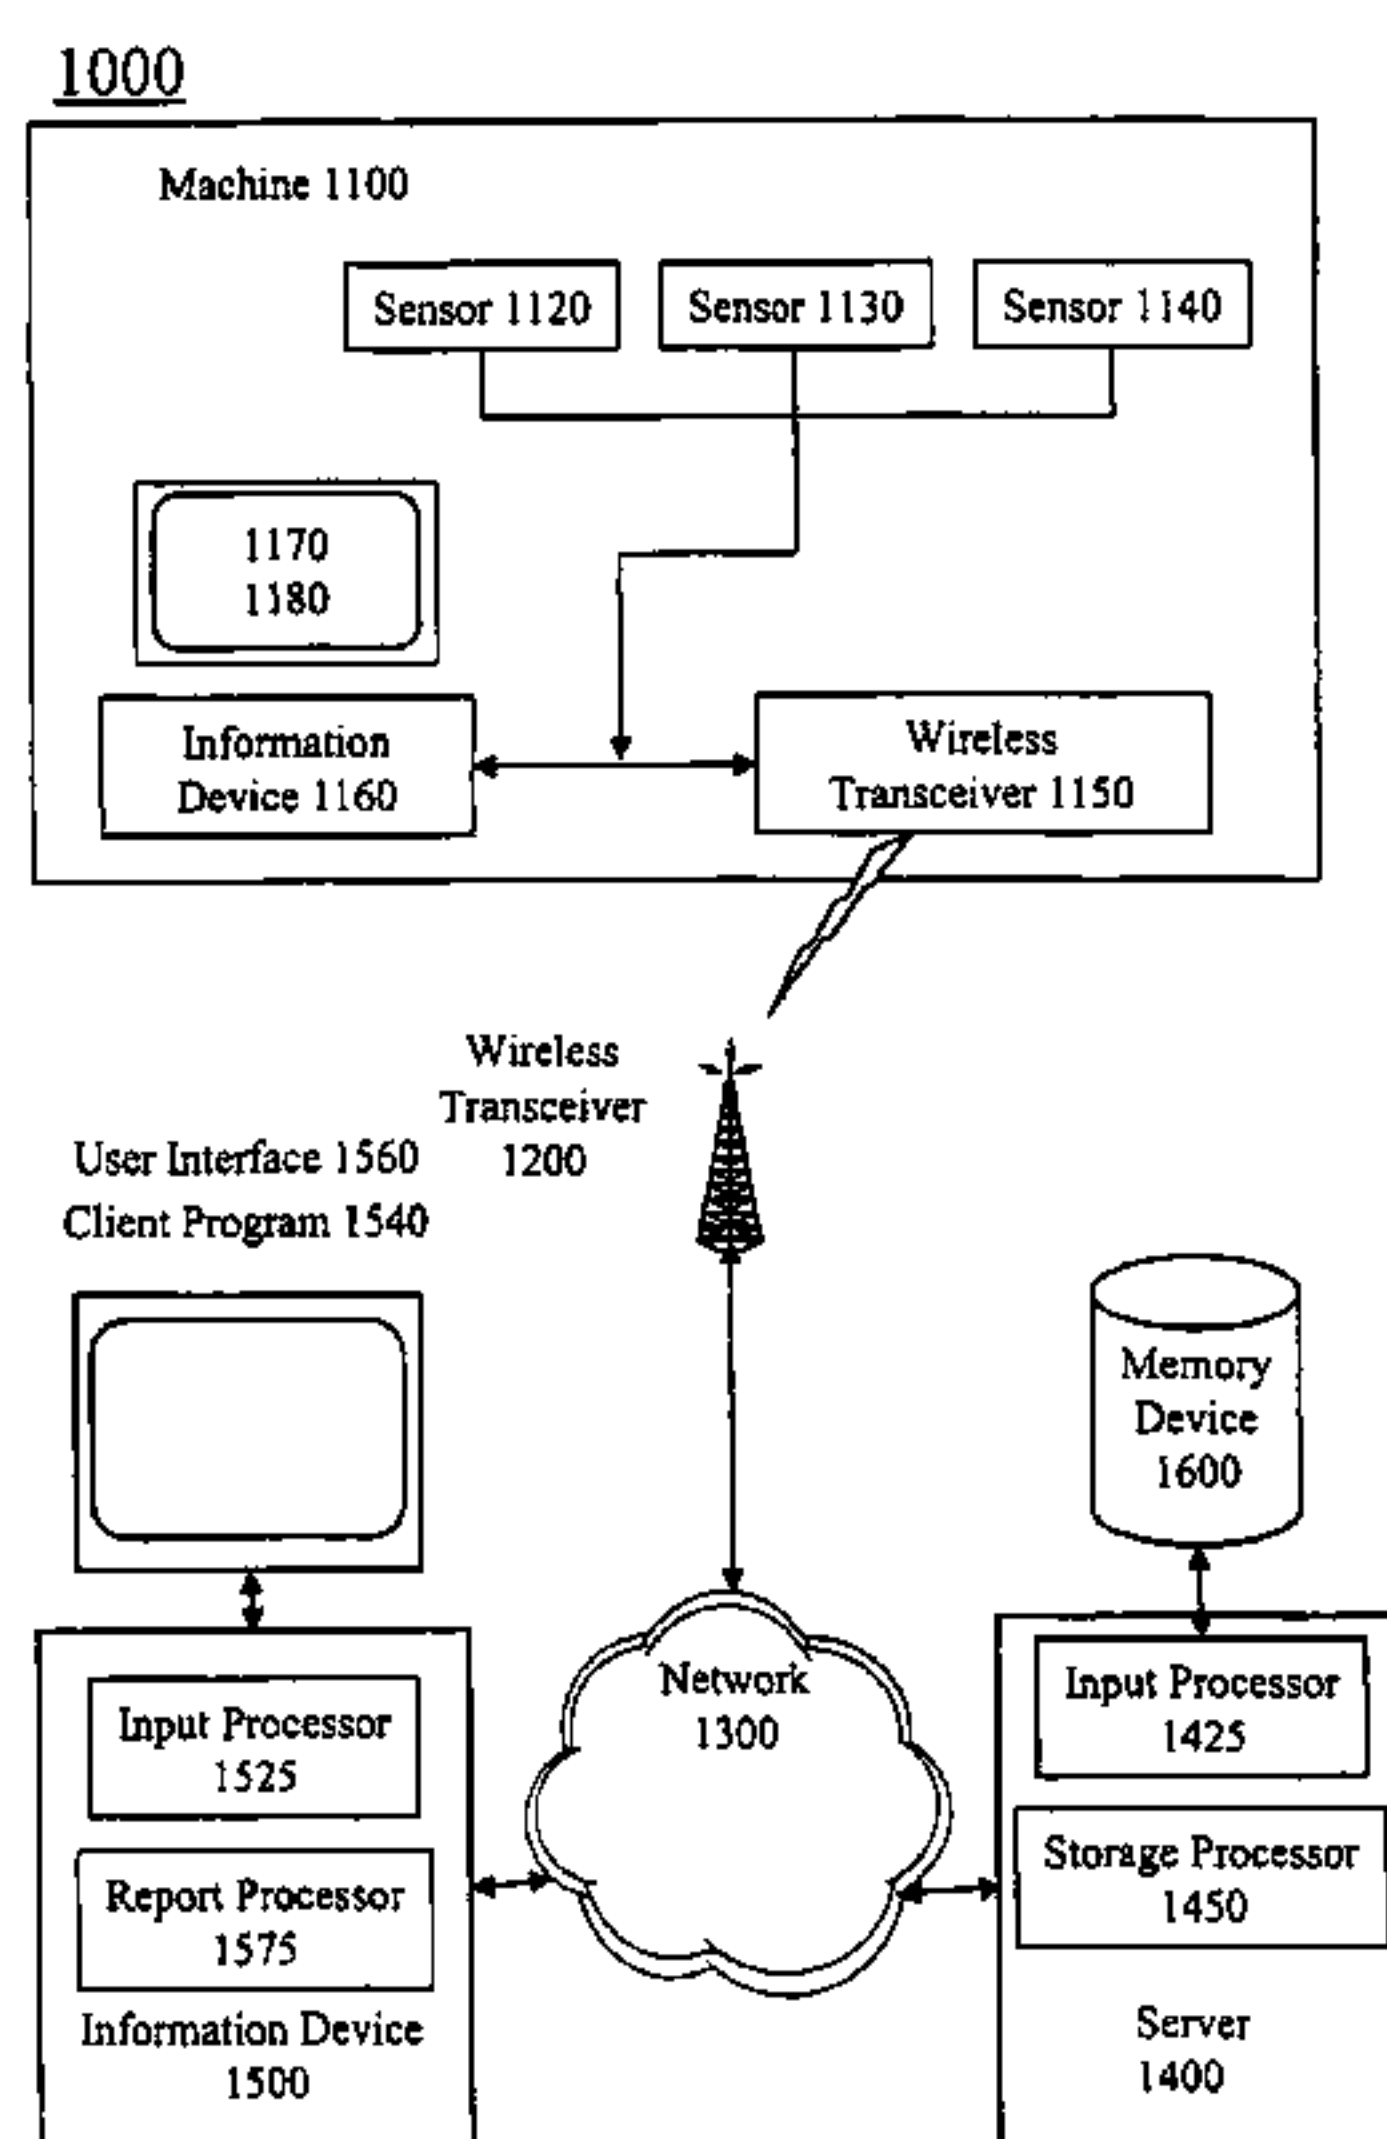 1000
Machine 1100
Sensor 1120
Sensor 1130
Sensor 1140
1170
1180
Information
Device 1160
Wireless
Transceiver 1150
Wireless
Transceiver
1200
User Interface 1560
Client Program 1540
Memory
Device
1600
Network
1300
Input Processor
1525
Report Processor
1575
Information Device
1500
Input Processor
1425
Storage Processor
1450
Server
1400